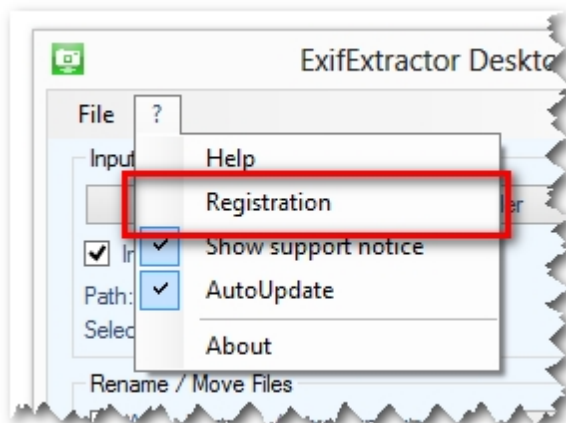 ExifExtractor Deskto
File ?
Input
Help
Registration
Show support notice
AutoUpdate
Path:
Selec
About
Rename / Move Files